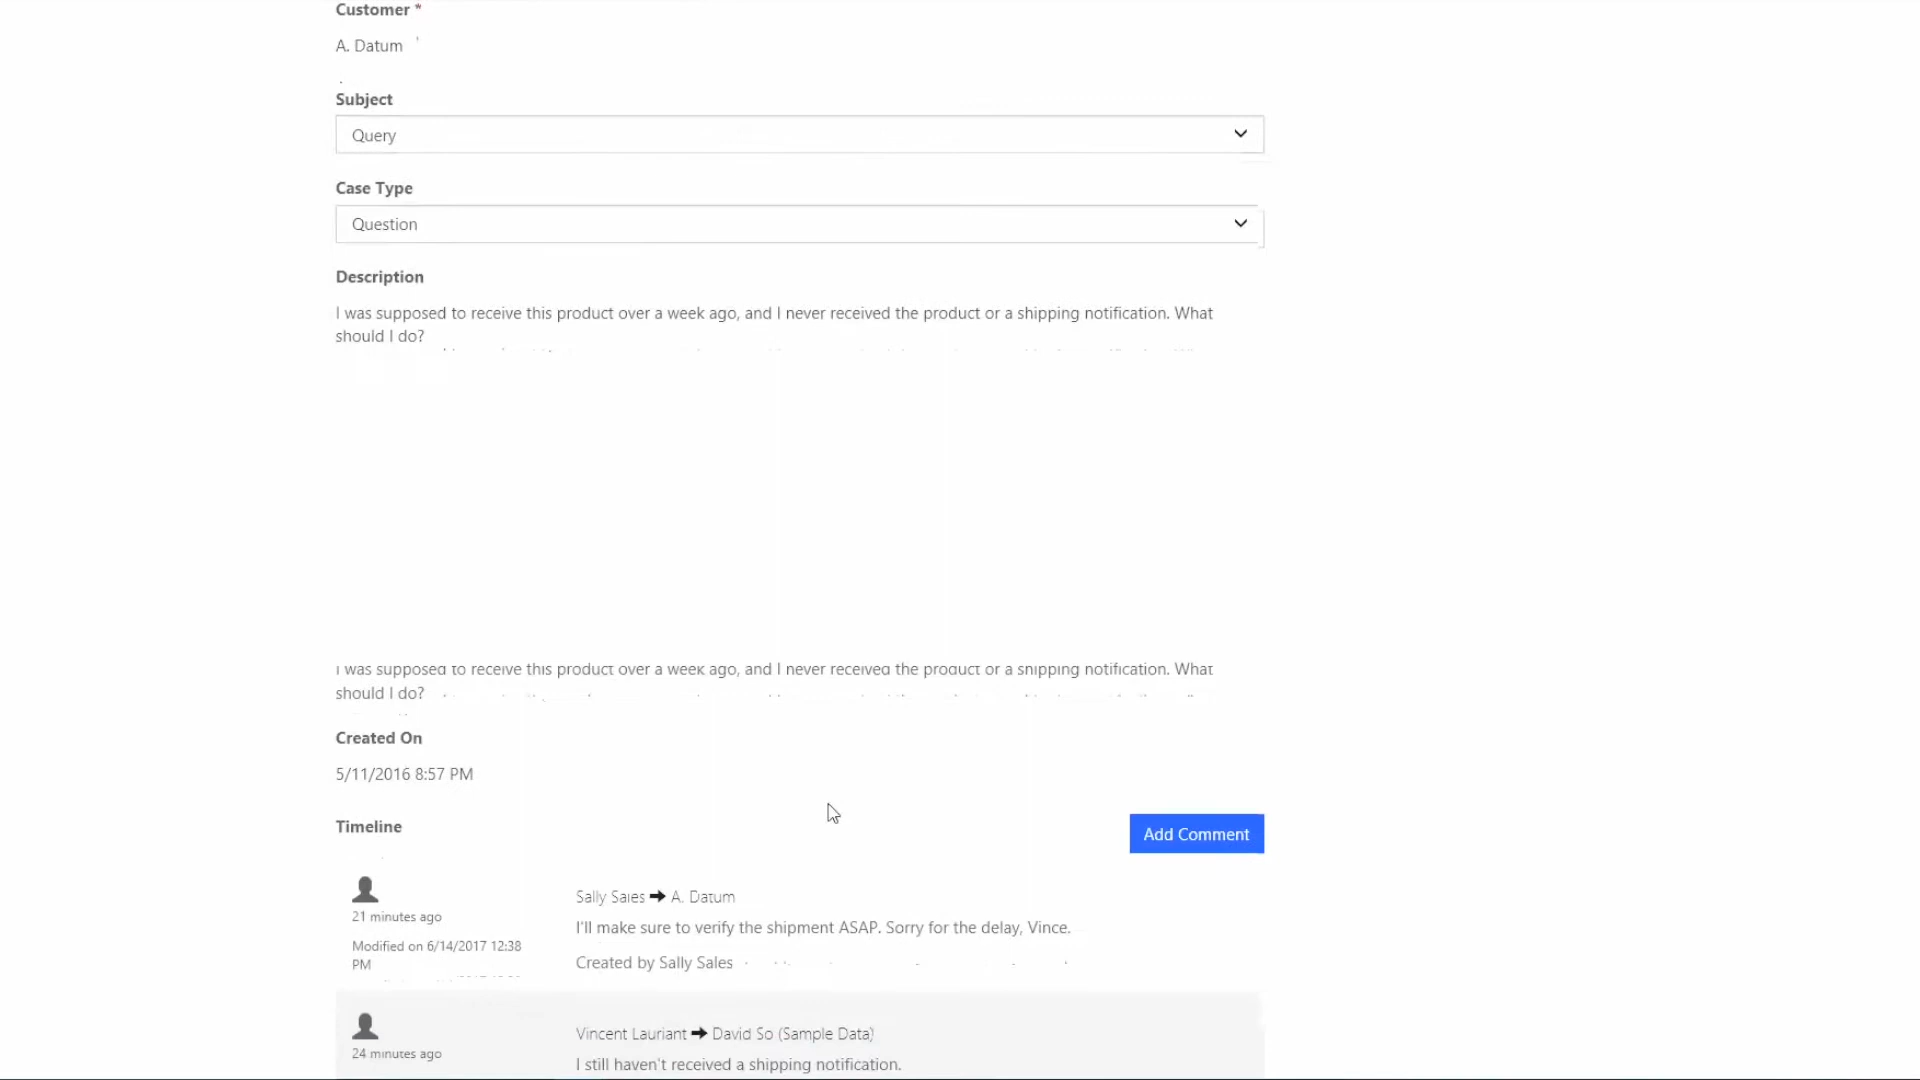 Customer *
A. Datum
Subject
Query
Case Type
Question
Description
I was supposed to receive this product over a week ago, and I never received the product or a shipping notification. What
should I do?
I was supposed to receive this product over a week ago, and I never received the product or a shipping notification. What
should I do?
Created On
5/11/2016 8:57 PM
Timeline
Add Comment
21 minutes ago
Modified on 6/14/2017 12:38
PM
Sally Sales → A. Datum
I'll make sure to verify the shipment ASAP. Sorry for the delay, Vince.
Created by Sally Sales
24 minutes ago
Vincent Lauriant → David So (Sample Data)
I still haven't received a shipping notification.